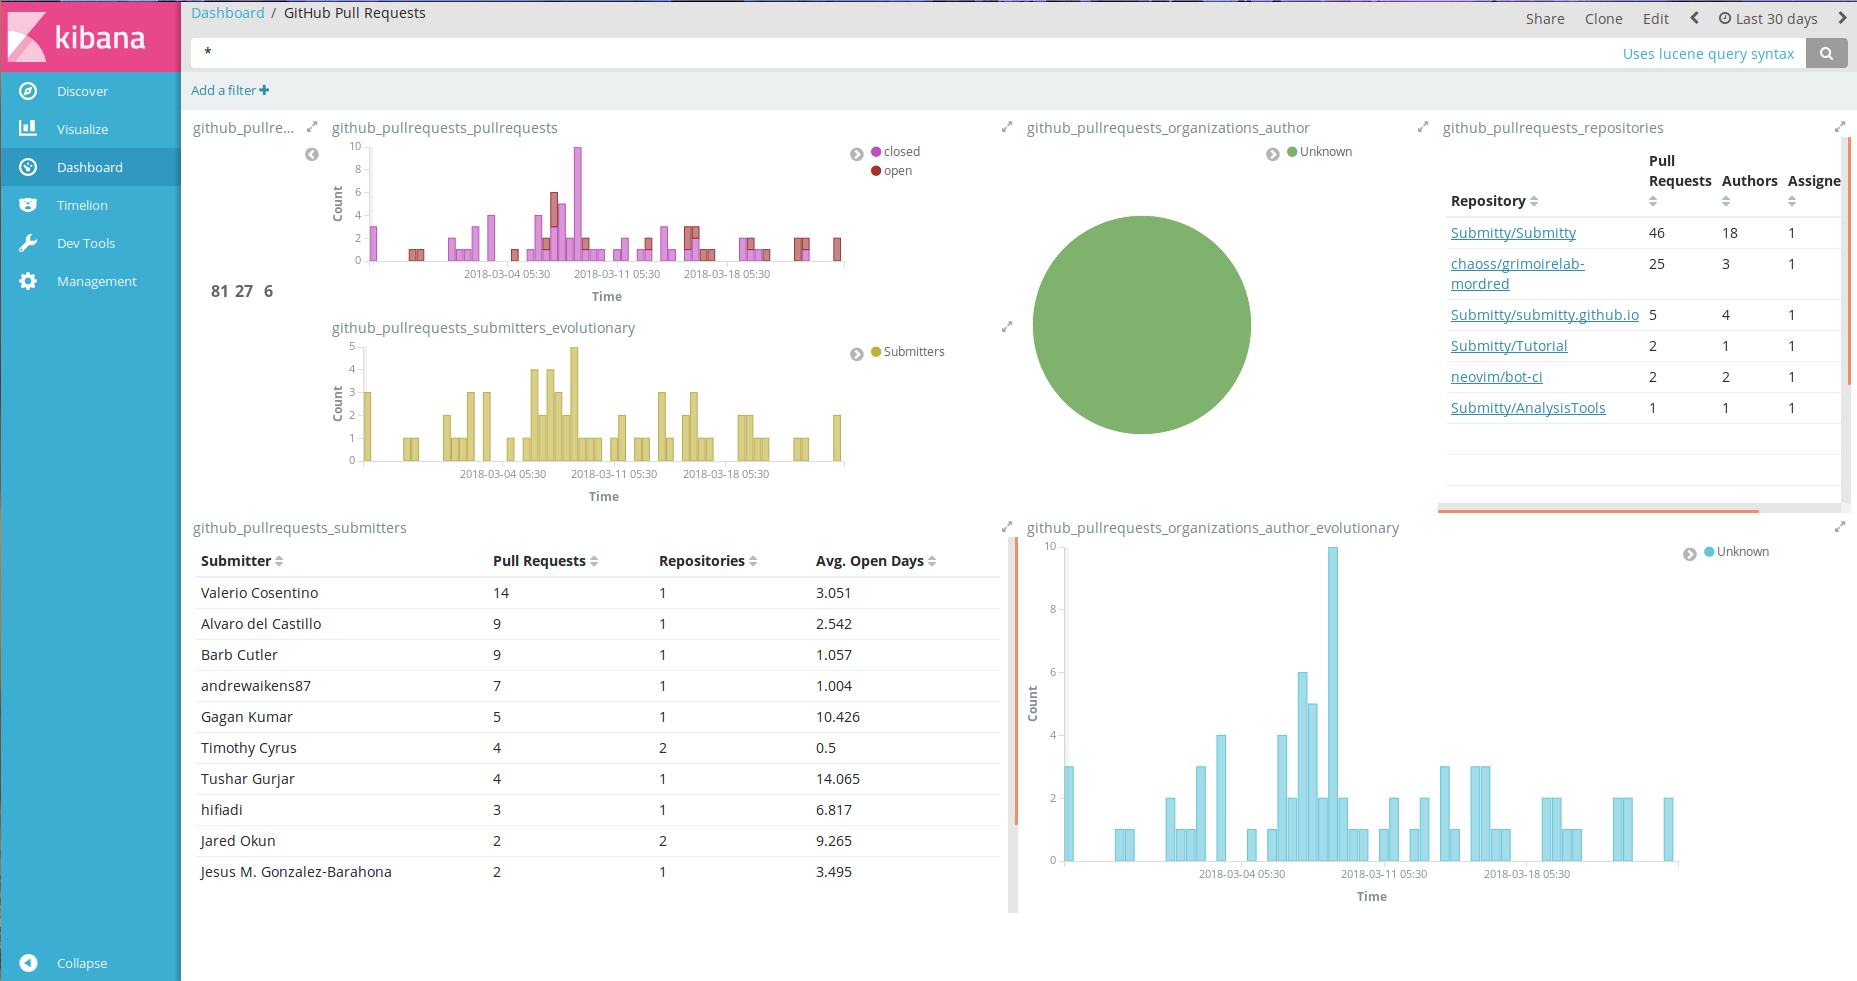 kibana
Discover
Visualize
Dashboard
Timelion
Dev Tools
Management
Collapse
Dashboard / GitHub Pull Requests
Share Clone Edit Last 30 days
*
Uses lucene query syntax
Add a filter
github_pullre...
81 27 6
github_pullrequests_pullrequests
10
8
6
4
2
0
Count
2018-03-04 05:30 2018-03-11 05:30 2018-03-18 05:30
Time
closed
open
github_pullrequests_submitters_evolutionary
5
4
3
2
1
0
Count
2018-03-04 05:30 2018-03-11 05:30 2018-03-18 05:30
Time
Submitters
github_pullrequests_organizations_author
Unknown
github_pullrequests_repositories
Repository Pull Requests Authors Assigne
Submitty/Submitty 46 18 1
chaoss/grimoirelab-
mordred 25 3 1
Submitty/submitty.github.io 5 4 1
Submitty/Tutorial 2 1 1
neovim/bot-ci 2 2 1
Submitty/AnalysisTools 1 1 1
github_pullrequests_submitters
Submitter Pull Requests Repositories Avg. Open Days
Valerio Cosentino 14 1 3.051
Alvaro del Castillo 9 1 2.542
Barb Cutler 9 1 1.057
andrewaikens87 7 1 1.004
Gagan Kumar 5 1 10.426
Timothy Cyrus 4 2 0.5
Tushar Gurjar 4 1 14.065
hifiadi 3 1 6.817
Jared Okun 2 2 9.265
Jesus M. Gonzalez-Barahona 2 1 3.495
github_pullrequests_organizations_author_evolutionary
10
8
6
4
2
0
Count
2018-03-04 05:30 2018-03-11 05:30 2018-03-18 05:30
Time
Unknown